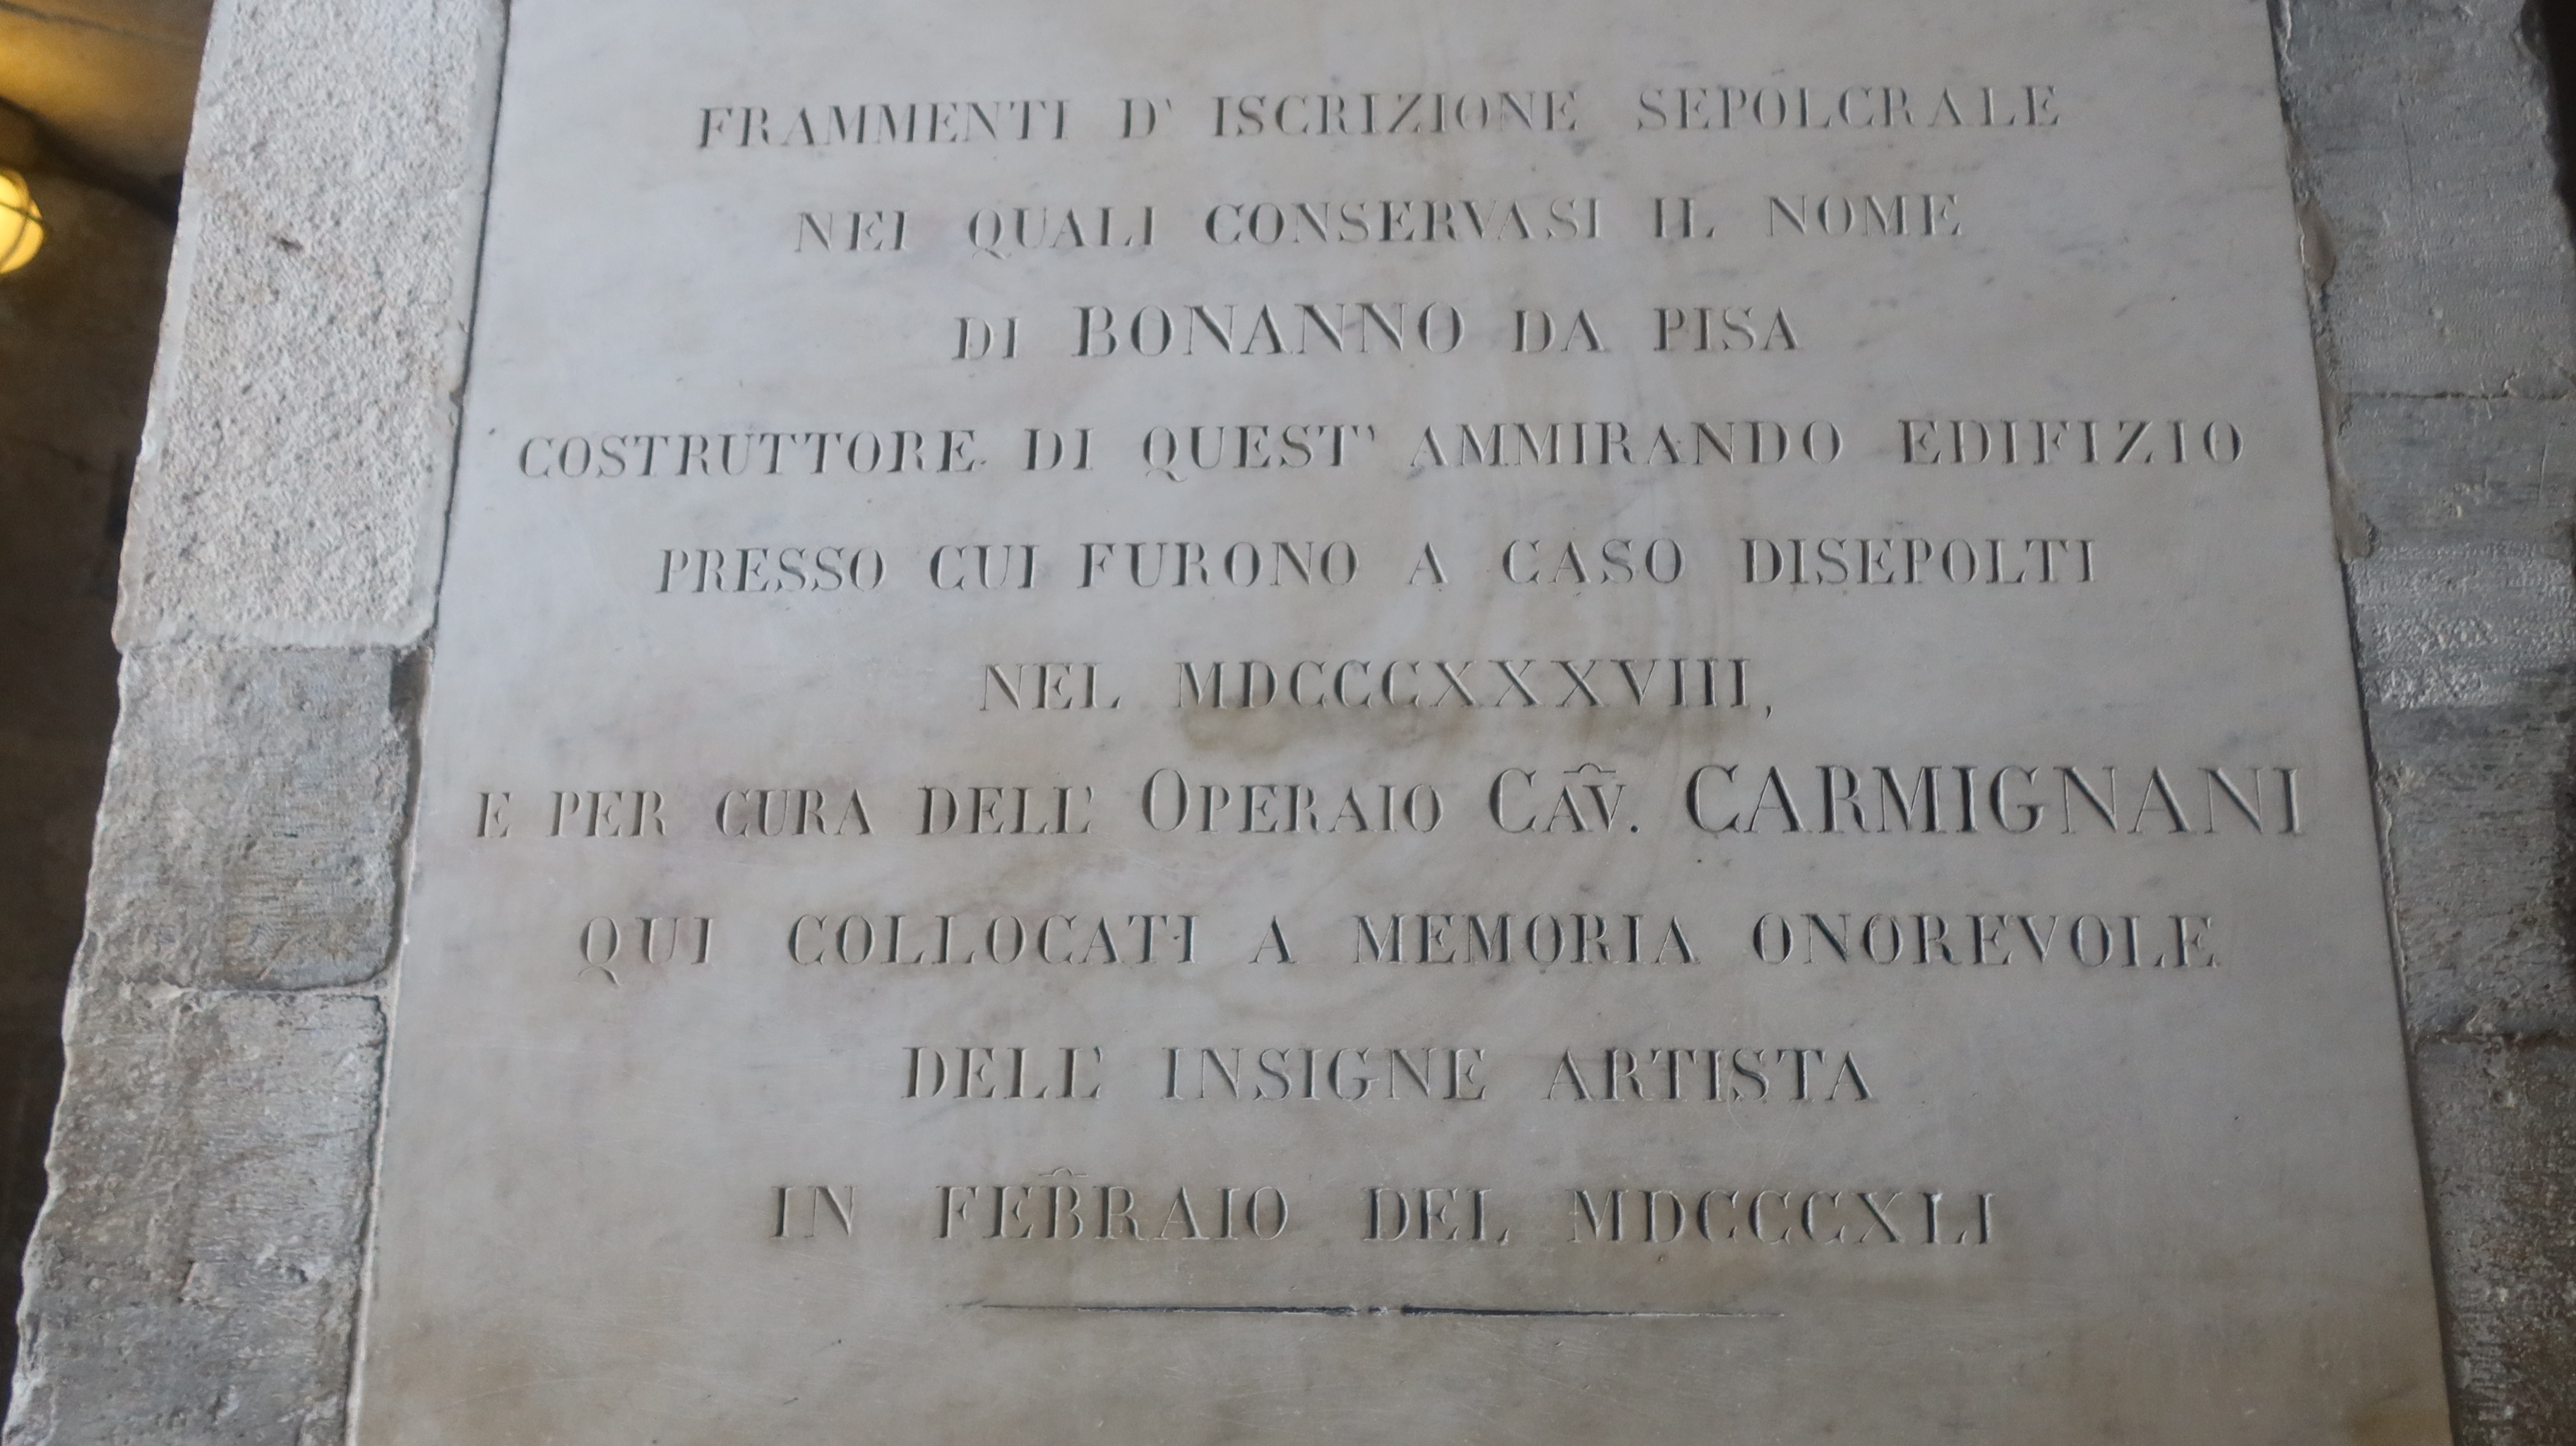 FRAMMENTI D' ISCRIZIONE SEPOLCRALE
NEI QUALI CONSERVASI IL NOME
DI BONANNO DA PISA
COSTRUTTORE DI QUEST' AMMIRANDO EDIFIZIO
PRESSO CUI FURONO A CASO DISEPOLTI
NEL MDCCCXXXVIII,
E PER CURA DELL' OPERAIO CAV. CARMIGNANI
QUI COLLOCATI A MEMORIA ONOREVOLE
DELL' INSIGNE ARTISTA
IN FEB̑RAIO DEL MDCCCXLI